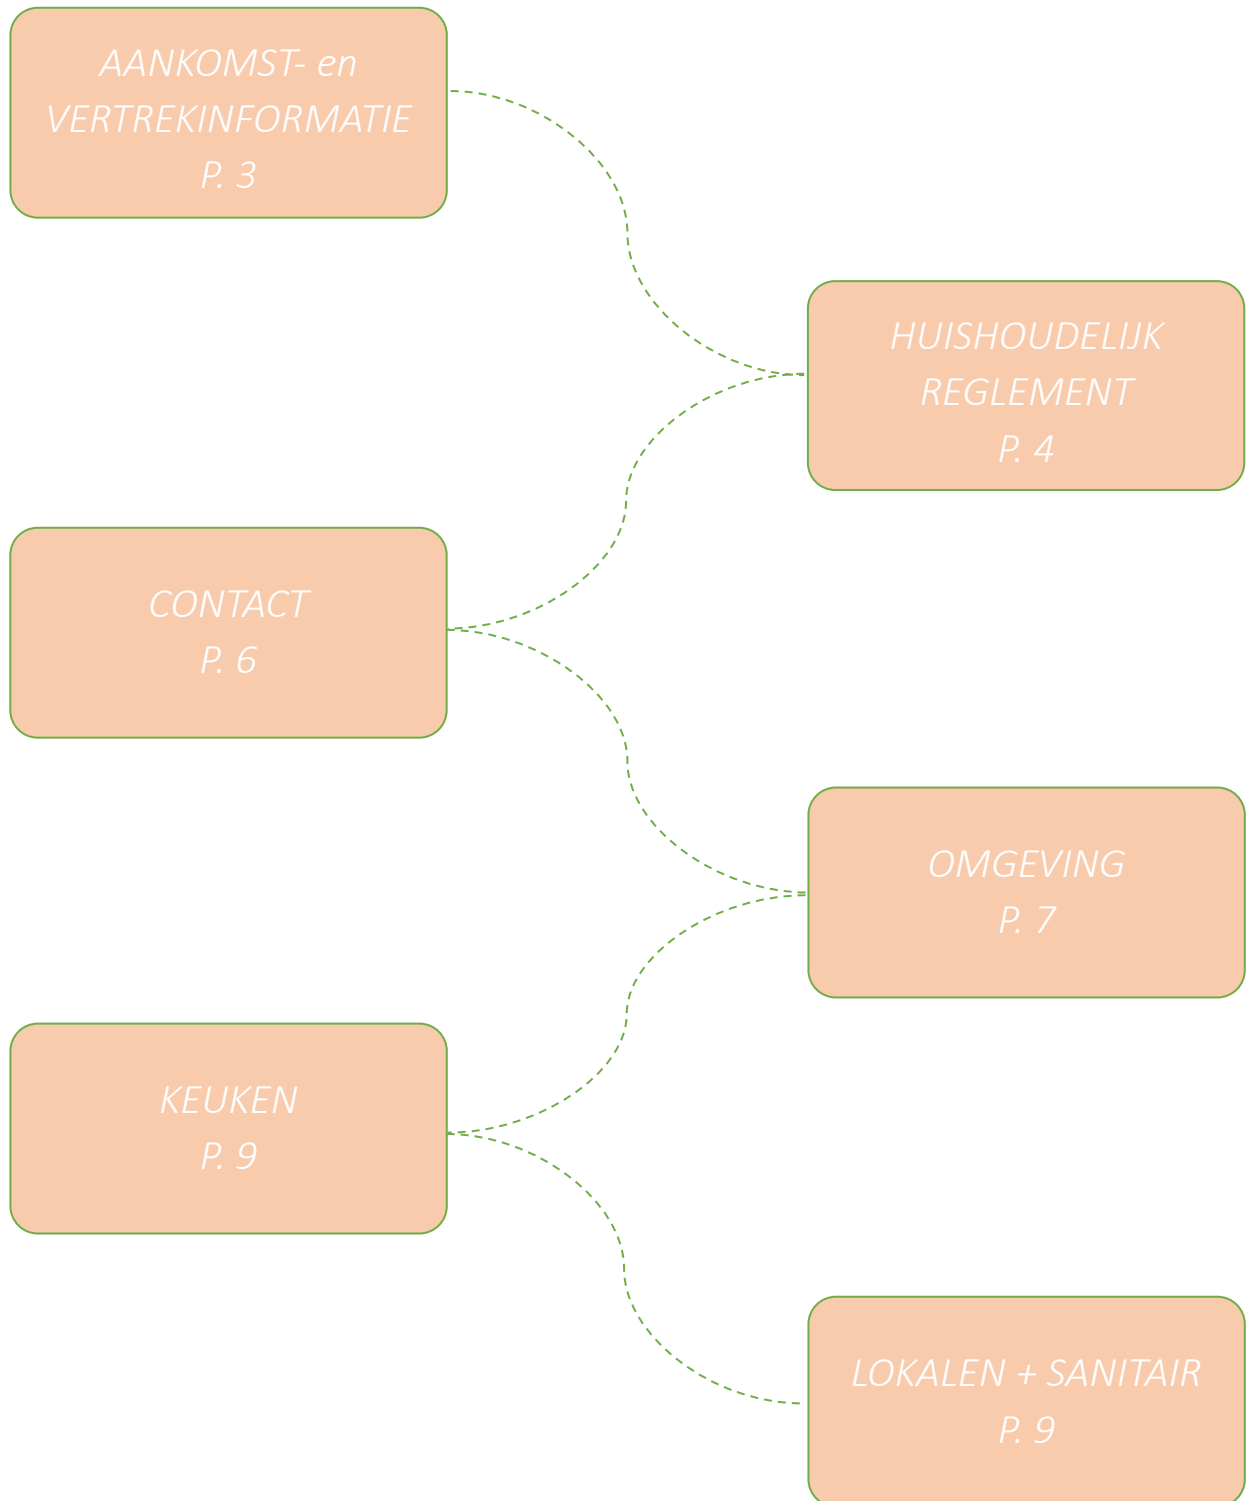 AANKOMST- en
VERTREKINFORMATIE
P. 3
HUISHOUDELIJK
REGLEMENT
P. 4
CONTACT
P. 6
OMGEVING
P. 7
KEUKEN
P. 9
LOKALEN + SANITAIR
P. 9